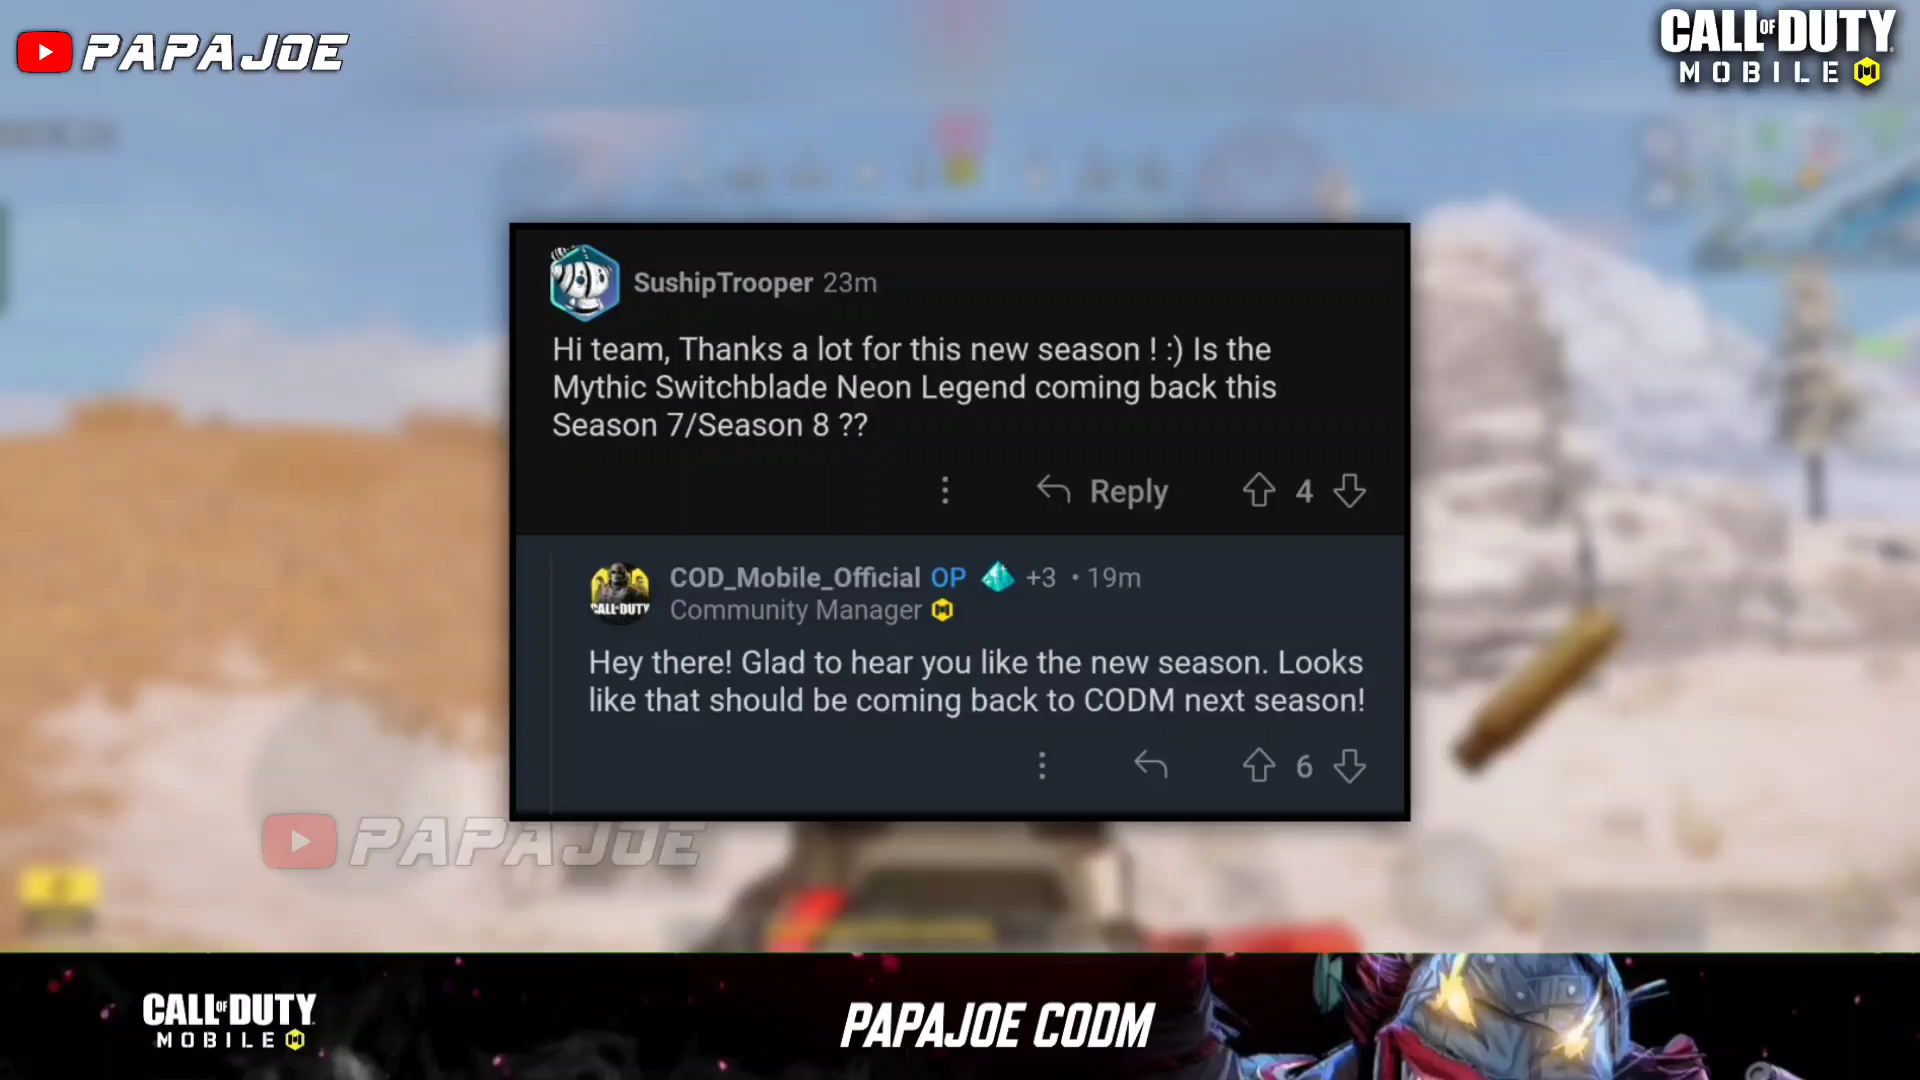 PAPAJOE
CALL OF DUTY
MOBILE
SushipTrooper 23m
Hi team, Thanks a lot for this new season ! :) Is the
Mythic Switchblade Neon Legend coming back this
Season 7/Season 8 ??
Reply 4
COD_Mobile_Official OP +3 • 19m
Community Manager
CALL OF DUTY
Hey there! Glad to hear you like the new season. Looks
like that should be coming back to CODM next season!
6
PAPAJOE
CALL OF DUTY
MOBILE
PAPAJOE CODM